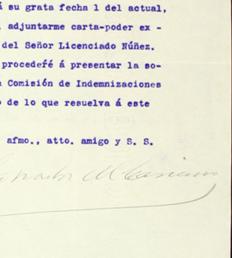 á su grata fecha 1 del actual,
adjuntarme carta-poder ex-
del Señor Licenciado Núñez.
procedefé á presentar la so-
Comisión de Indemnizaciones
de lo que resuelva á este
afmo., atto. amigo y S. S.